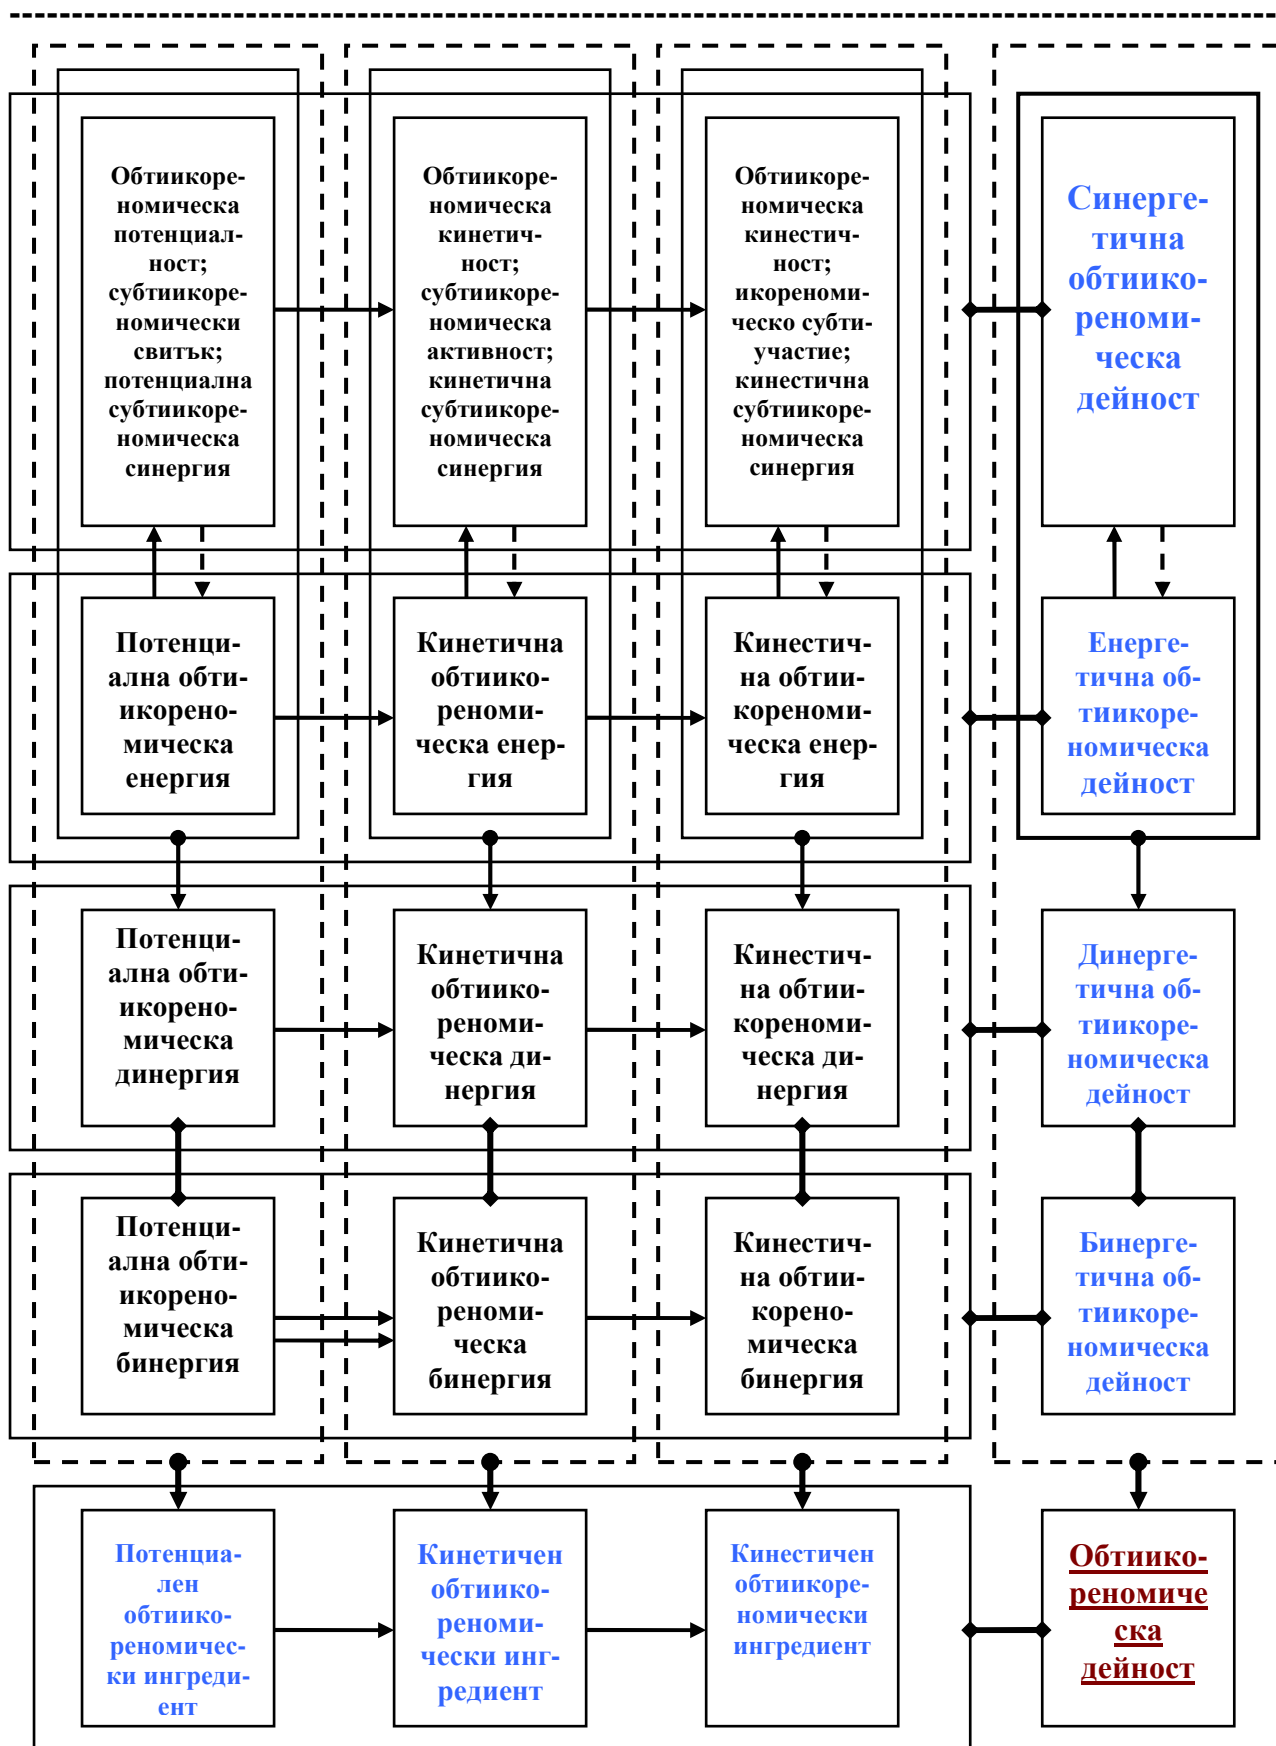 Обтиикоре-
номическа
потенциал-
ност;
субтиикоре-
номически
свитък;
потенциална
субтиикоре-
номическа
синергия
Обтиикоре-
номическа
кинетич-
ност;
субтиикоре-
номическа
активност;
кинетична
субтиикоре-
номическа
синергия
Обтиикоре-
номическа
кинестич-
ност;
икореноми-
ческо субти-
участие;
кинестична
субтиикоре-
номическа
синергия
Синерге-
тична
обтиико-
реноми-
ческа
дейност
Потенци-
ална обти-
икорено-
мическа
енергия
Кинетична
обтиико-
реноми-
ческа енер-
гия
Кинестич-
на обтии-
кореноми-
ческа енер-
гия
Енерге-
тична об-
тиикоре-
номическа
дейност
Потенци-
ална обти-
икорено-
мическа
динергия
Кинетична
обтиико-
реноми-
ческа ди-
нергия
Кинестич-
на обтии-
кореноми-
ческа ди-
нергия
Динерге-
тична об-
тиикоре-
номическа
дейност
Потенци-
ална обти-
икорено-
мическа
бинергия
Кинетична
обтиико-
реноми-
ческа
бинергия
Кинестич-
на обтии-
корено-
мическа
бинергия
Бинерге-
тична об-
тиикоре-
номическа
дейност
Потенциа-
лен
обтиико-
реномичес-
ки ингреди-
ент
Кинетичен
обтиико-
реноми-
чески инг-
редиент
Кинестичен
обтиикоре-
номически
ингредиент
Обтиико-
реномиче
ска
дейност